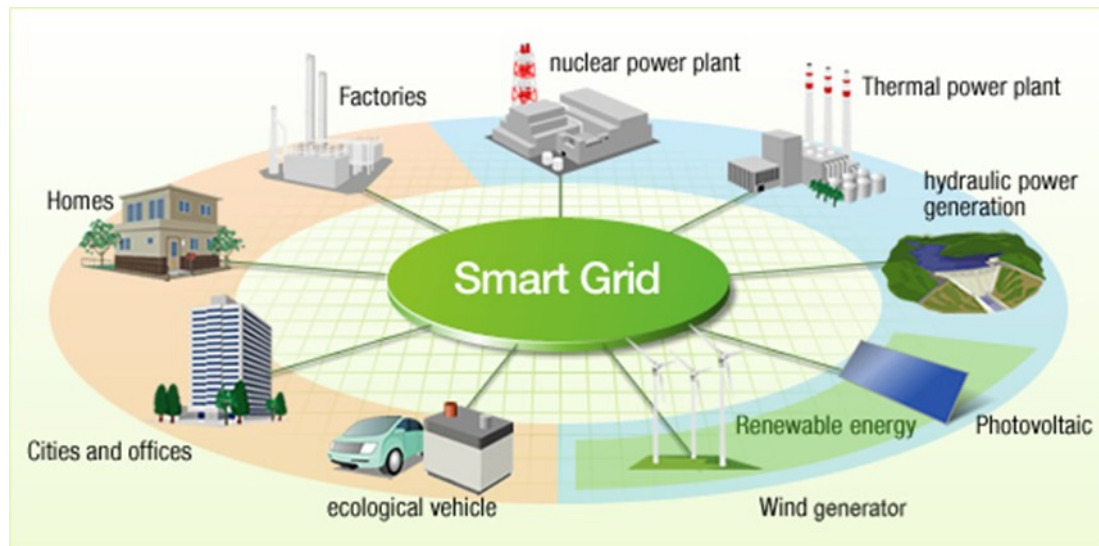 nuclear power plant
Thermal power plant
Factories
hydraulic power
generation
Homes
Smart Grid
Renewable energy
Photovoltaic
Cities and offices
ecological vehicle
Wind generator